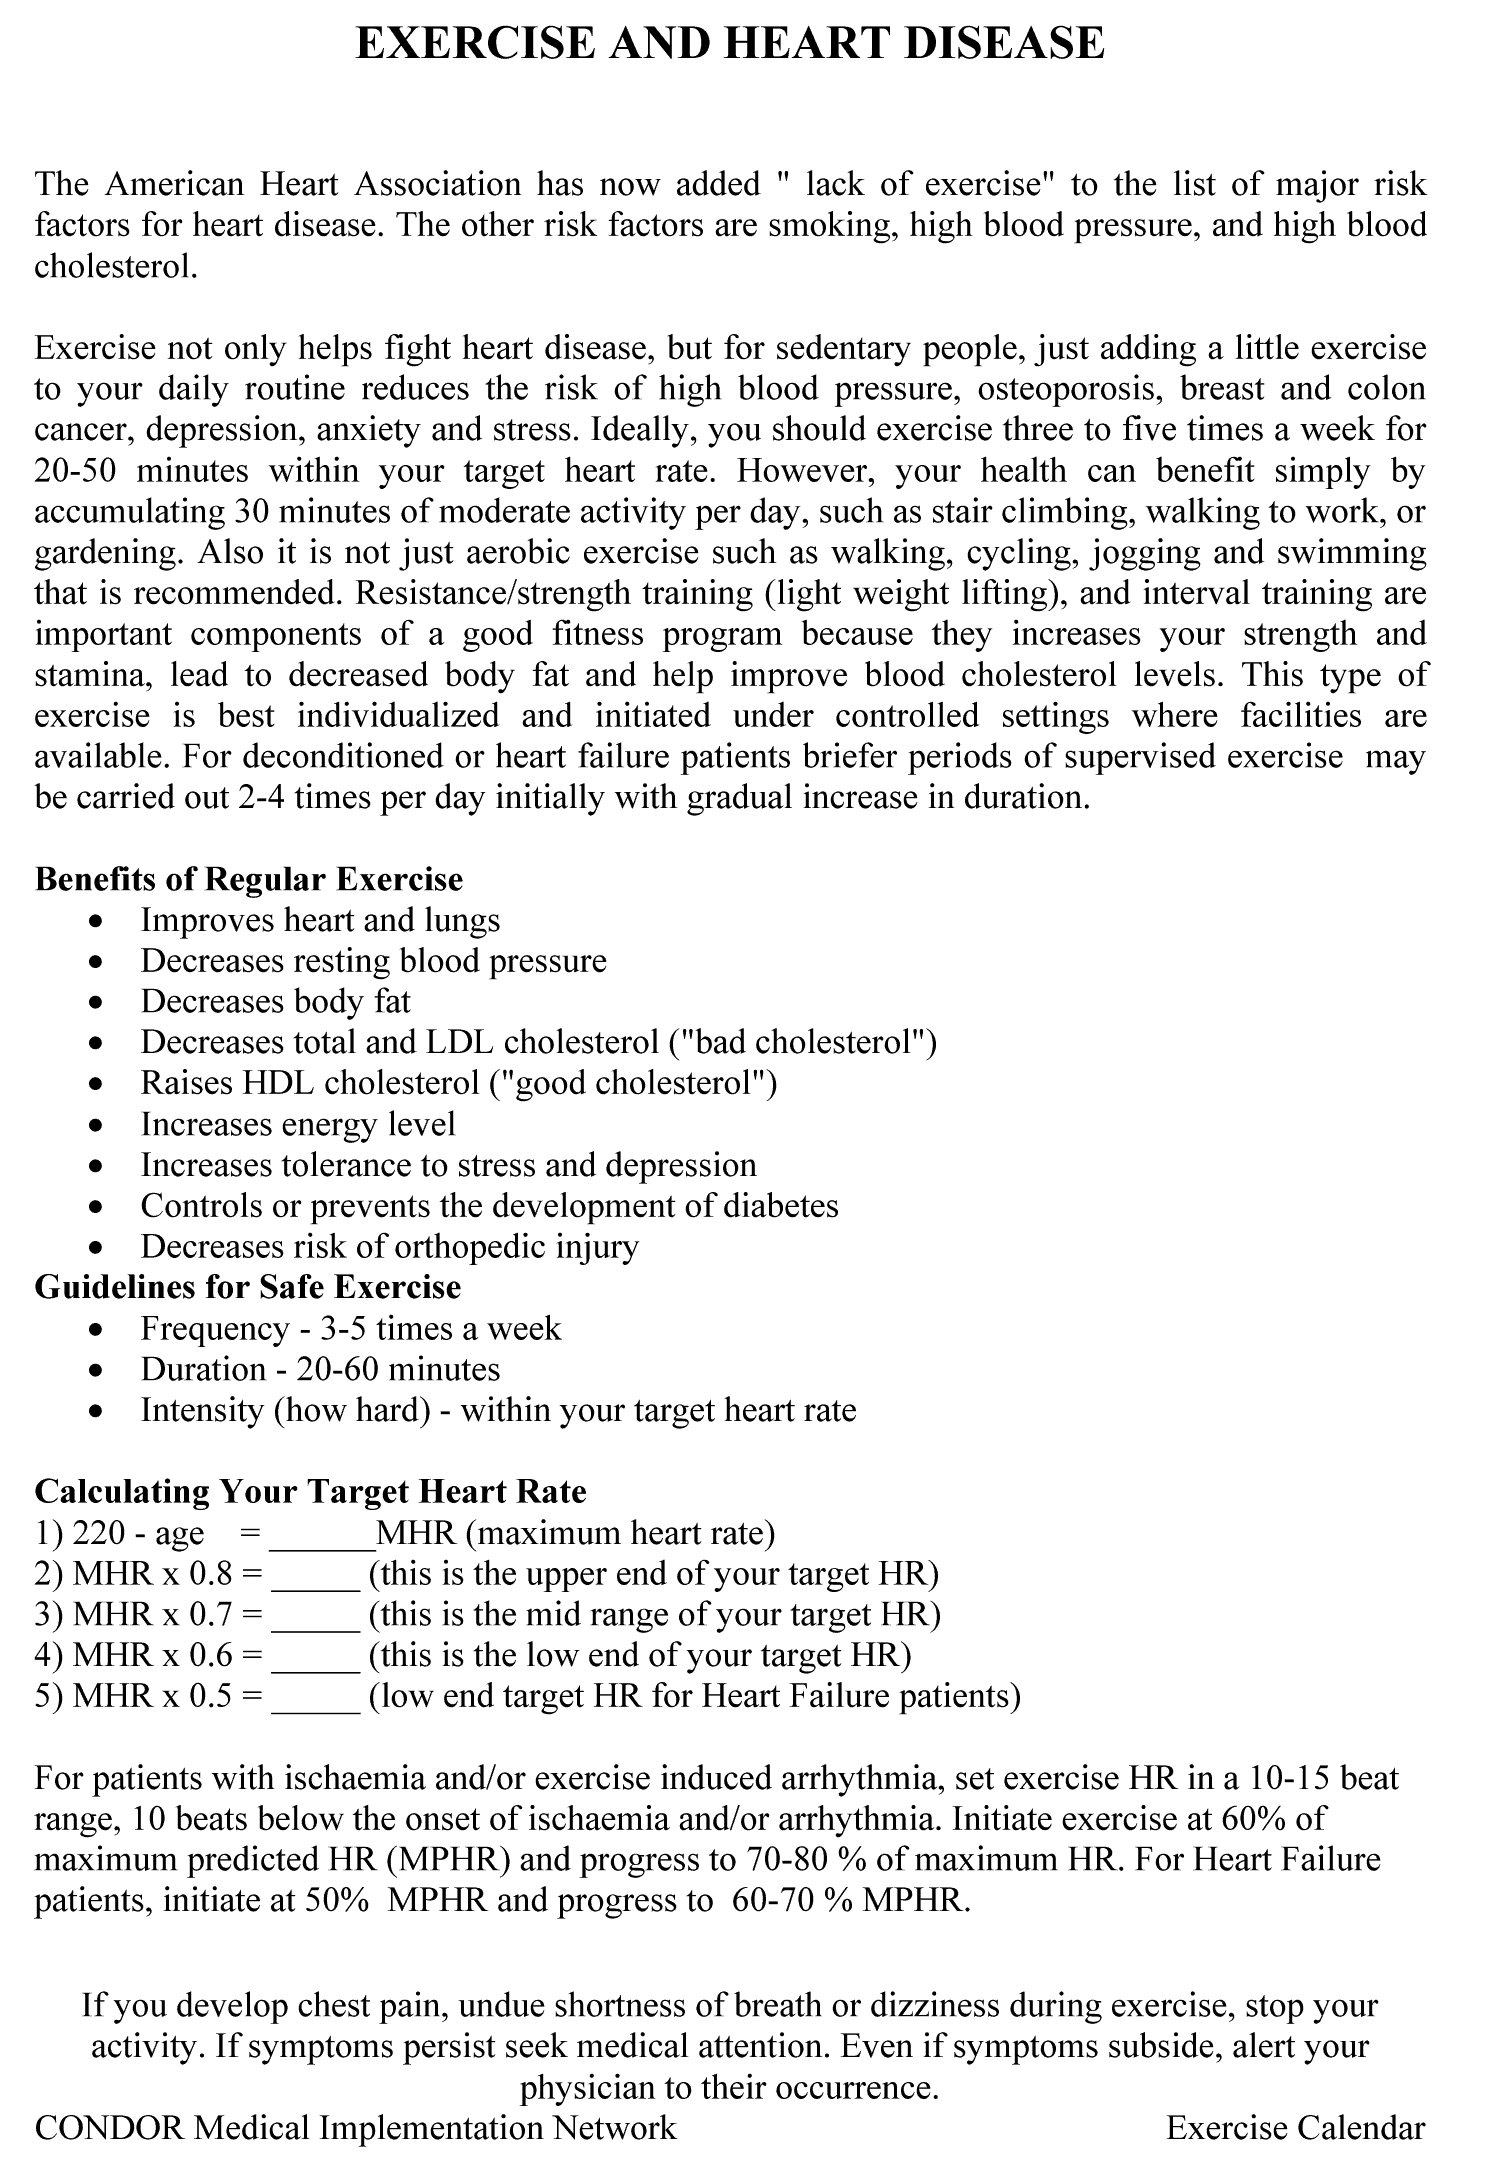 EXERCISE AND HEART DISEASE
The American Heart Association has now added " lack of exercise" to the list of major risk
factors for heart disease. The other risk factors are smoking, high blood pressure, and high blood
cholesterol.
Exercise not only helps fight heart disease, but for sedentary people, just adding a little exercise
to your daily routine reduces the risk of high blood pressure, osteoporosis, breast and colon
cancer, depression, anxiety and stress. Ideally, you should exercise three to five times a week for
20-50 minutes within your target heart rate. However, your health can benefit simply by
accumulating 30 minutes of moderate activity per day, such as stair climbing, walking to work, or
gardening. Also it is not just aerobic exercise such as walking, cycling, jogging and swimming
that is recommended. Resistance/strength training (light weight lifting), and interval training are
important components of a good fitness program because they increases your strength and
stamina, lead to decreased body fat and help improve blood cholesterol levels. This type of
exercise is best individualized and initiated under controlled settings where facilities are
available. For deconditioned or heart failure patients briefer periods of supervised exercise  may
be carried out 2-4 times per day initially with gradual increase in duration.
Benefits of Regular Exercise
• Improves heart and lungs
• Decreases resting blood pressure
• Decreases body fat
• Decreases total and LDL cholesterol ("bad cholesterol")
• Raises HDL cholesterol ("good cholesterol")
• Increases energy level
• Increases tolerance to stress and depression
• Controls or prevents the development of diabetes
• Decreases risk of orthopedic injury
Guidelines for Safe Exercise
• Frequency - 3-5 times a week
• Duration - 20-60 minutes
• Intensity (how hard) - within your target heart rate
Calculating Your Target Heart Rate
1) 220 - age = ______MHR (maximum heart rate)
2) MHR x 0.8 = _____ (this is the upper end of your target HR)
3) MHR x 0.7 = _____ (this is the mid range of your target HR)
4) MHR x 0.6 = _____ (this is the low end of your target HR)
5) MHR x 0.5 = _____ (low end target HR for Heart Failure patients)
For patients with ischaemia and/or exercise induced arrhythmia, set exercise HR in a 10-15 beat
range, 10 beats below the onset of ischaemia and/or arrhythmia. Initiate exercise at 60% of
maximum predicted HR (MPHR) and progress to 70-80 % of maximum HR. For Heart Failure
patients, initiate at 50%  MPHR and progress to  60-70 % MPHR.
If you develop chest pain, undue shortness of breath or dizziness during exercise, stop your
activity. If symptoms persist seek medical attention. Even if symptoms subside, alert your
physician to their occurrence.
CONDOR Medical Implementation Network Exercise Calendar